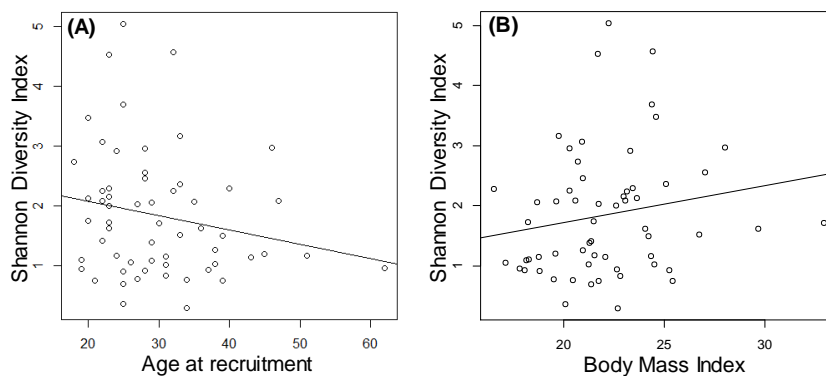 (A)
Shannon Diversity Index
5
4
3
2
1
20 30 40 50 60
Age at recruitment
(B)
Shannon Diversity Index
5
4
3
2
1
20 25 30
Body Mass Index